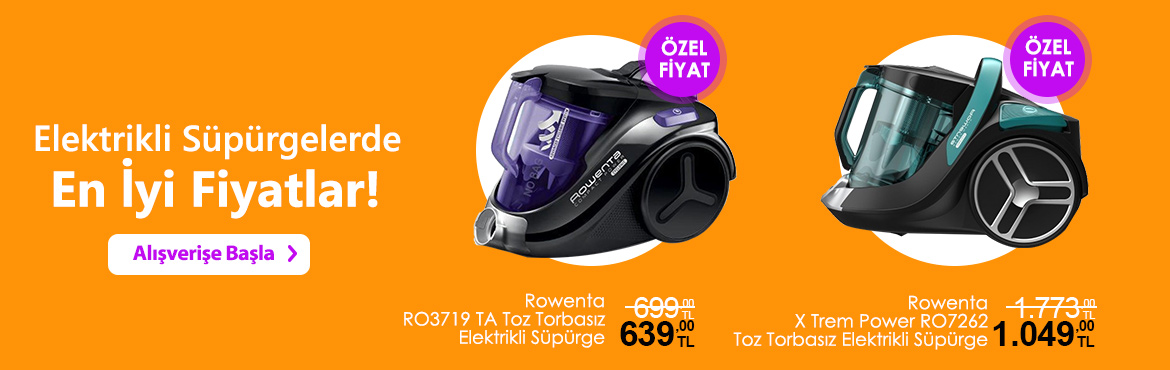 Elektrikli Süpürgelerde
En İyi Fiyatlar!
Alışverişe Başla
ÖZEL
FİYAT
Rowenta
ÖZEL
FİYAT
Rowenta
RO3719 TA Toz Torbasız
Elektrikli Süpürge
699,00 TL
639,00 TL
Rowenta
X Trem Power RO7262
Toz Torbasız Elektrikli Süpürge
1.773,00 TL
1.049,00 TL